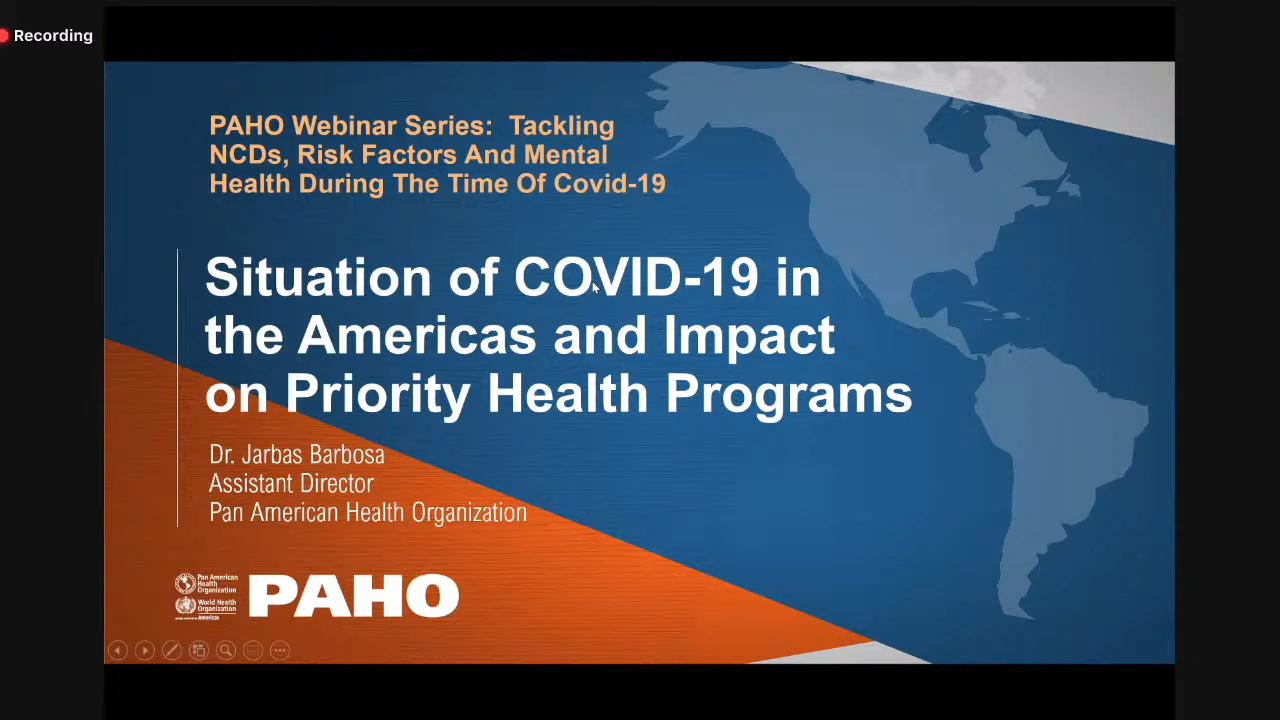 Recording
PAHO Webinar Series: Tackling
NCDs, Risk Factors And Mental
Health During The Time Of Covid-19
Situation of COVID-19 in
the Americas and Impact
on Priority Health Programs
Dr. Jarbas Barbosa
Assistant Director
Pan American Health Organization
Pan American
Health
Organization
World Health
Organization
Americas
PAHO